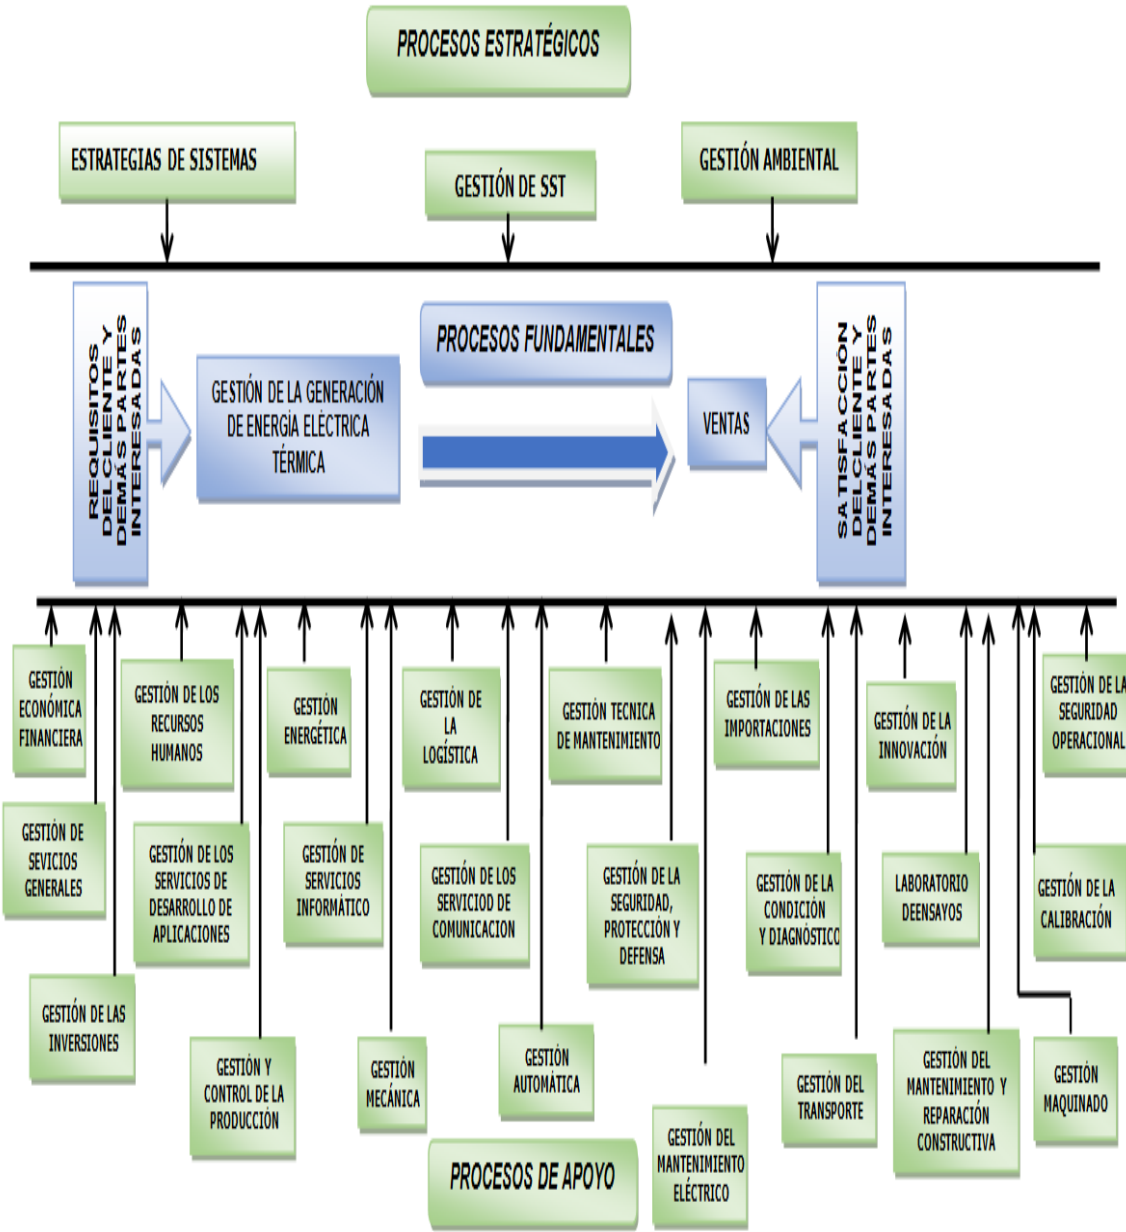 PROCESOS ESTRATÉGICOS
ESTRATEGIAS DE SISTEMAS
GESTIÓN DE SST
GESTIÓN AMBIENTAL
REQUISITOS
DELCLIENTE Y
DEMÁS PARTES
INTERESADAS
GESTIÓN DE LA GENERACIÓN
DE ENERGÍA ELÉCTRICA
TÉRMICA
PROCESOS FUNDAMENTALES
VENTAS
SATISFACCIÓN
DELCLIENTE Y
DEMÁS PARTES
INTERESADAS
GESTIÓN
ECONÓMICA
FINANCIERA
GESTIÓN DE LOS
RECURSOS
HUMANOS
GESTIÓN
ENERGÉTICA
GESTIÓN DE
LA
LOGÍSTICA
GESTIÓN TECNICA
DE MANTENIMIENTO
GESTIÓN DE LAS
IMPORTACIONES
GESTIÓN DE LA
INNOVACIÓN
GESTIÓN DE LA
SEGURIDAD
OPERACIONAL
GESTIÓN DE
SEVICIOS
GENERALES
GESTIÓN DE LOS
SERVICIOS DE
DESARROLLO DE
APLICACIONES
GESTIÓN DE
SERVICIOS
INFORMÁTICO
GESTIÓN DE LOS
SERVICIOD DE
COMUNICACION
GESTIÓN DE LA
SEGURIDAD,
PROTECCIÓN Y
DEFENSA
GESTIÓN DE LA
CONDICIÓN
Y DIAGNÓSTICO
LABORATORIO
DEENSAYOS
GESTIÓN DE LA
CALIBRACIÓN
GESTIÓN DE LAS
INVERSIONES
GESTIÓN Y
CONTROL DE LA
PRODUCCIÓN
GESTIÓN
MECÁNICA
GESTIÓN
AUTOMÁTICA
GESTIÓN DEL
MANTENIMIENTO
ELÉCTRICO
GESTIÓN DEL
TRANSPORTE
GESTIÓN DEL
MANTENIMIENTO Y
REPARACIÓN
CONSTRUCTIVA
GESTIÓN
MAQUINADO
PROCESOS DE APOYO